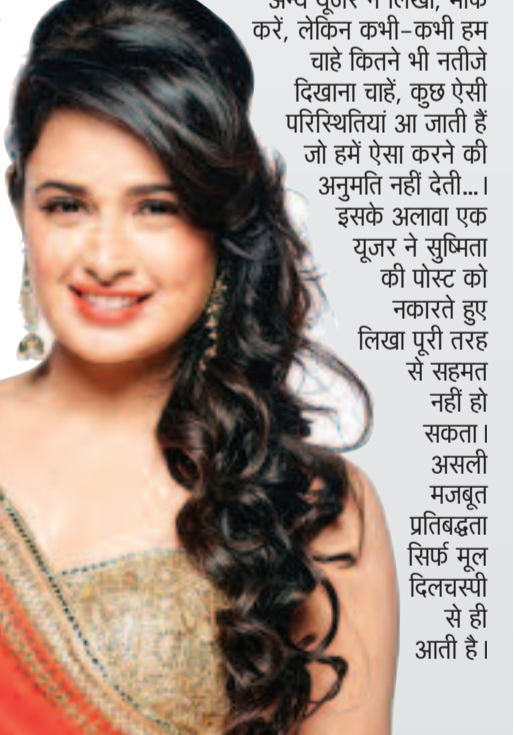 करें, लेकिन कभी-कभी हम
चाहे कितने भी नतीजे
दिखाना चाहें, कुछ ऐसी
परिस्थितियां आ जाती हैं
जो हमें ऐसा करने की
अनुमति नहीं देती...।
इसके अलावा एक
यूजर ने सुष्मिता
की पोस्ट को
नकारते हुए
लिखा पूरी तरह
से सहमत
नहीं हो
सकता।
असली
मजबूत
प्रतिबद्धता
सिर्फ मूल
दिलचस्पी
से ही
आती है।